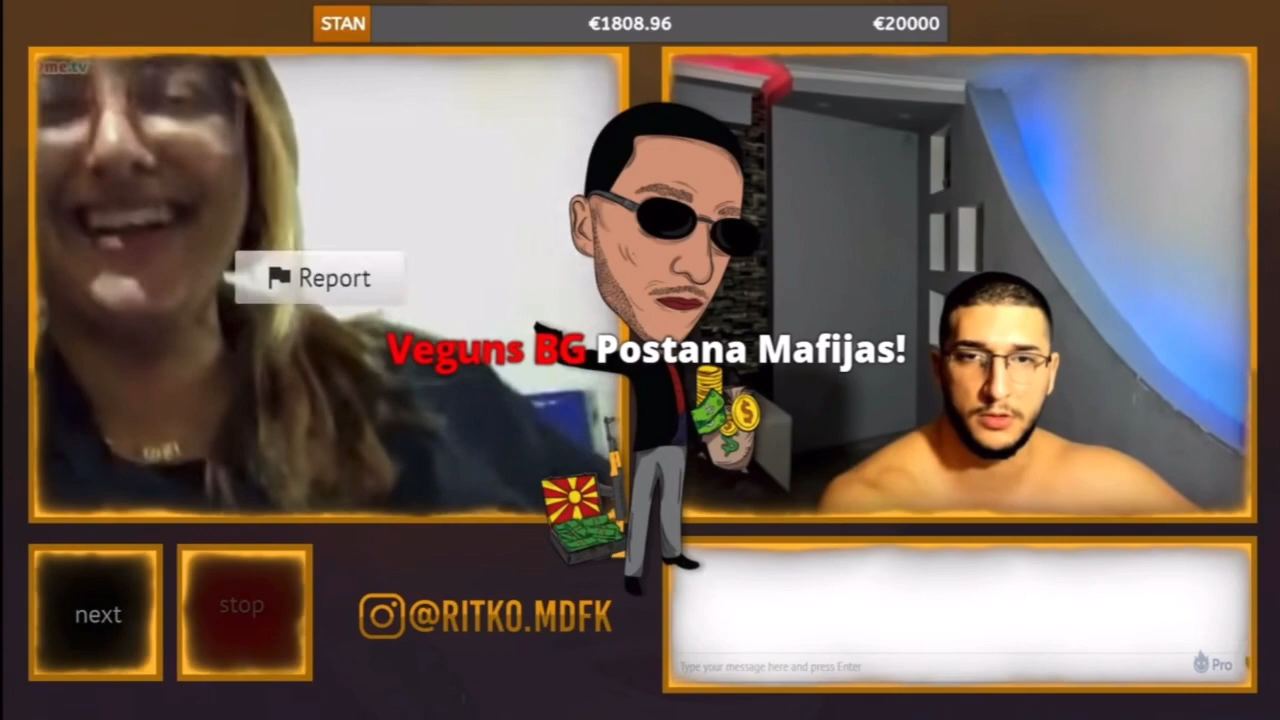 STAN €1808.96 €20000
me.tv
Report
Veguns BG Postana Mafijas!
next
stop
@RITKO.MDFK
Type your message here and press Enter
Pro